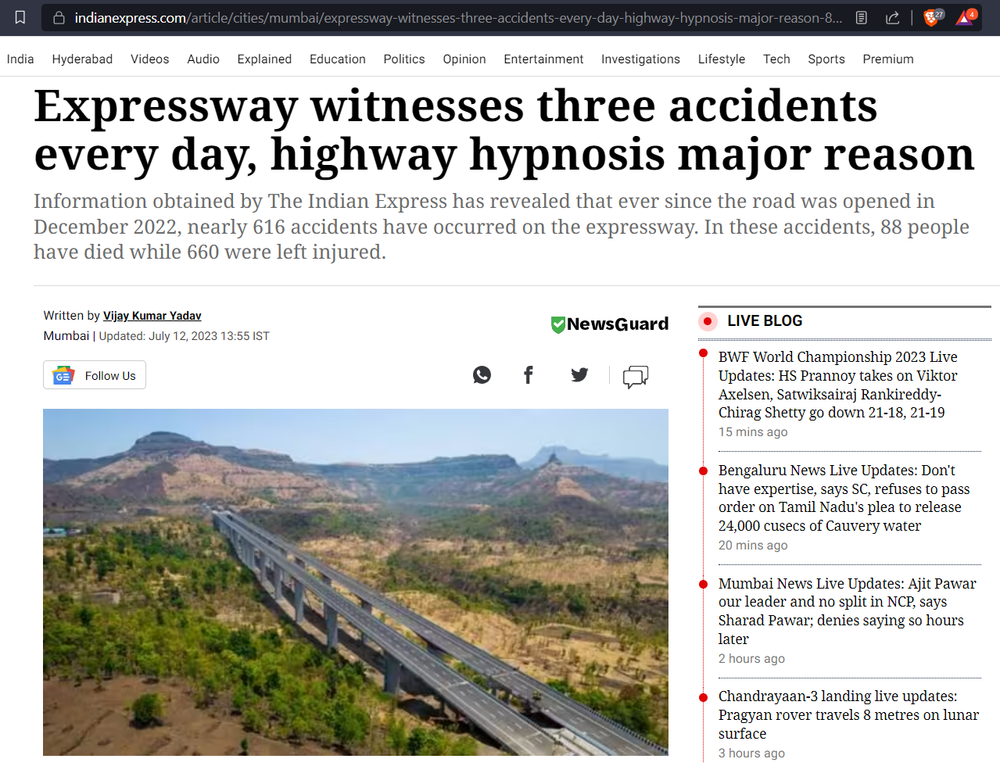 indianexpress.com/article/cities/mumbai/expressway-witnesses-three-accidents-every-day-highway-hypnosis-major-reason-8...
27
4
India Hyderabad Videos Audio Explained Education Politics Opinion Entertainment Investigations Lifestyle Tech Sports Premium
Expressway witnesses three accidents
every day, highway hypnosis major reason
Information obtained by The Indian Express has revealed that ever since the road was opened in
December 2022, nearly 616 accidents have occurred on the expressway. In these accidents, 88 people
have died while 660 were left injured.
Written by Vijay Kumar Yadav
Mumbai | Updated: July 12, 2023 13:55 IST
NewsGuard
GE Follow Us
LIVE BLOG
BWF World Championship 2023 Live
Updates: HS Prannoy takes on Viktor
Axelsen, Satwiksairaj Rankireddy-
Chirag Shetty go down 21-18, 21-19
15 mins ago
Bengaluru News Live Updates: Don't
have expertise, says SC, refuses to pass
order on Tamil Nadu's plea to release
24,000 cusecs of Cauvery water
20 mins ago
Mumbai News Live Updates: Ajit Pawar
our leader and no split in NCP, says
Sharad Pawar; denies saying so hours
later
2 hours ago
Chandrayaan-3 landing live updates:
Pragyan rover travels 8 metres on lunar
surface
3 hours ago